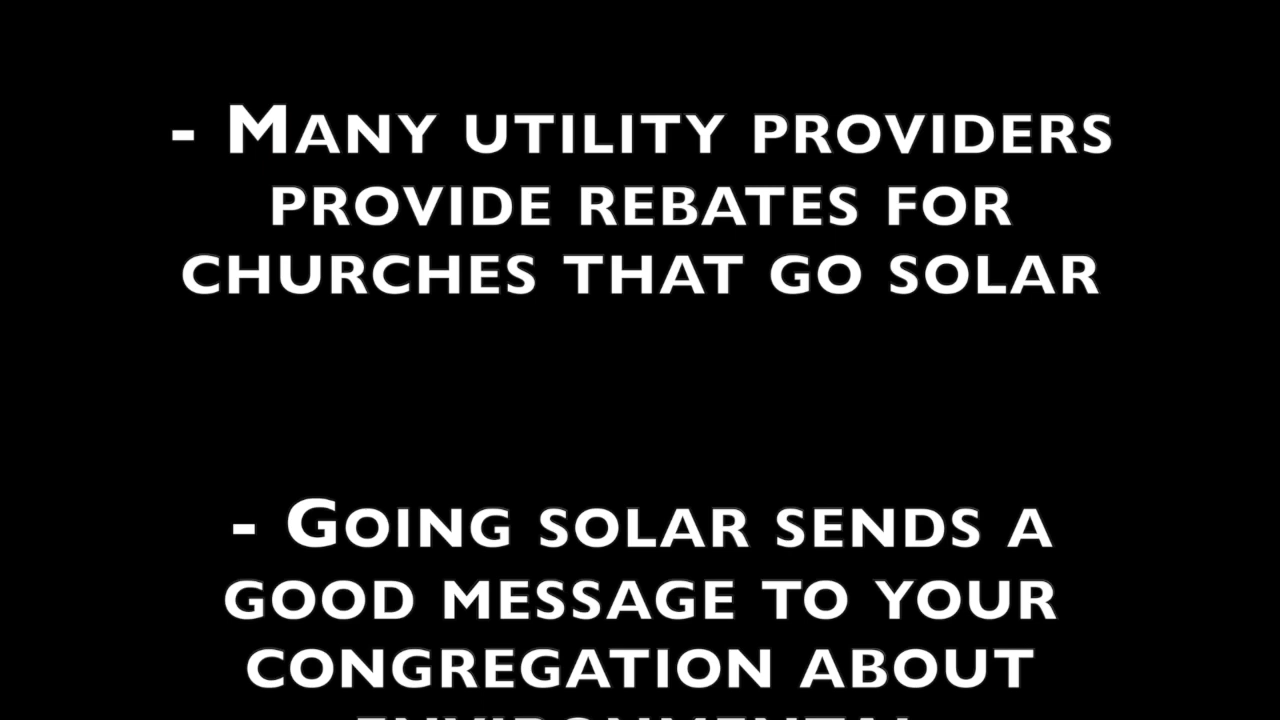 - Many utility providers
provide rebates for
churches that go solar
- Going solar sends a
good message to your
congregation about
environmental